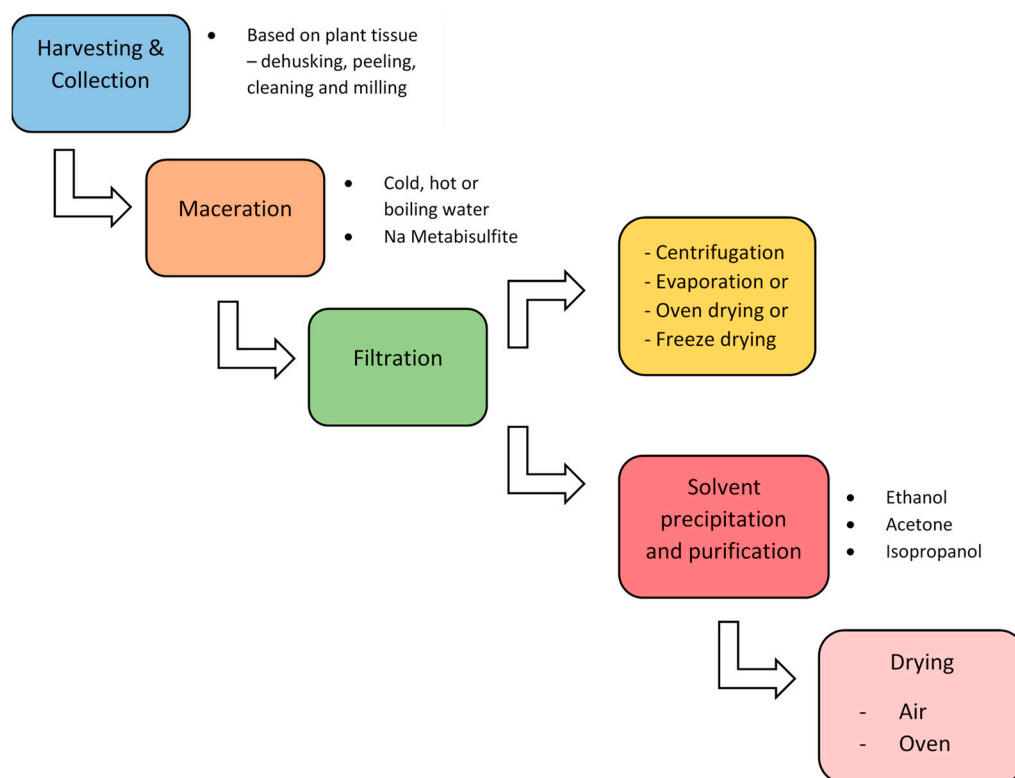 Harvesting &
Collection
• Based on plant tissue
– dehusking, peeling,
cleaning and milling
Maceration
• Cold, hot or
boiling water
• Na Metabisulfite
Filtration
- Centrifugation
- Evaporation or
- Oven drying or
- Freeze drying
Solvent
precipitation
and purification
• Ethanol
• Acetone
• Isopropanol
Drying
- Air
- Oven